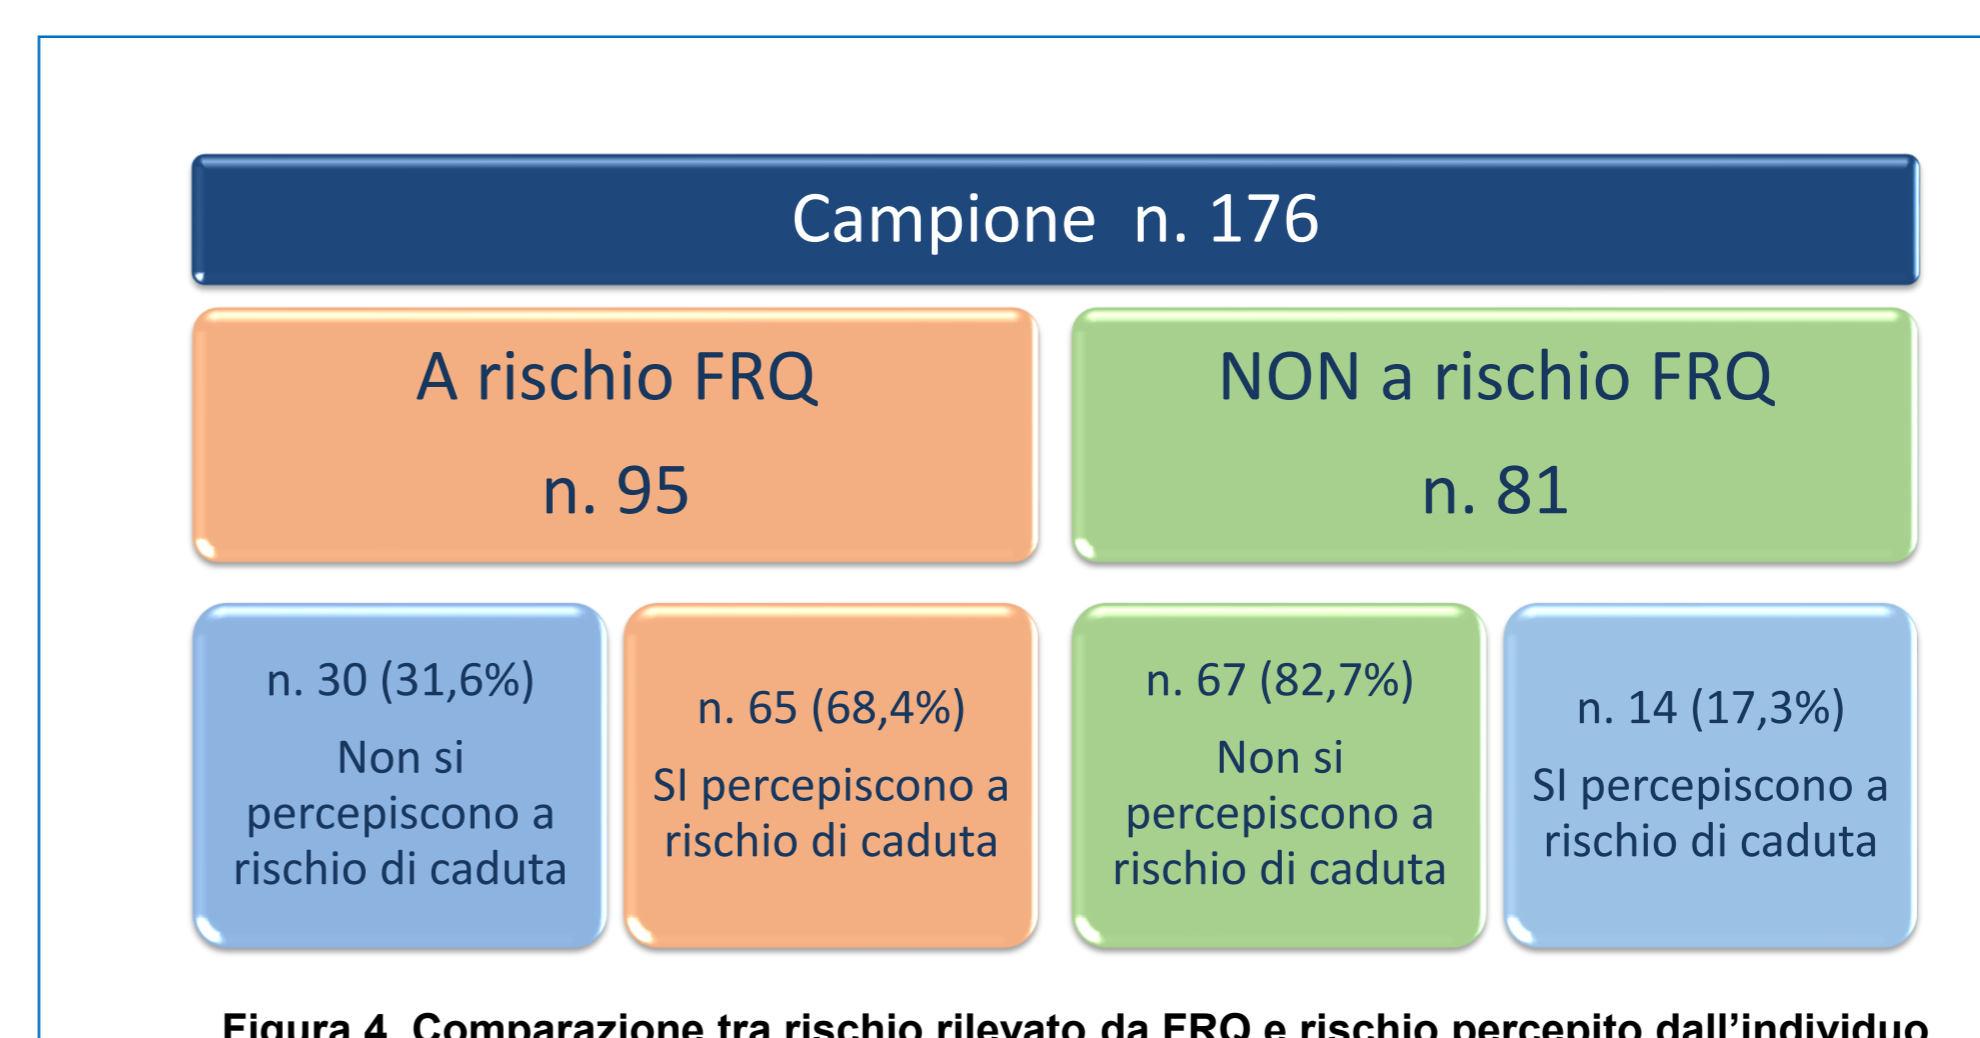 Campione n. 176
A rischio FRQ
n. 95
NON a rischio FRQ
n. 81
n. 30 (31,6%)
Non si
percepiscono a
rischio di caduta
n. 65 (68,4%)
SI percepiscono a
rischio di caduta
n. 67 (82,7%)
Non si
percepiscono a
rischio di caduta
n. 14 (17,3%)
SI percepiscono a
rischio di caduta
Figura 4. Comparazione tra rischio rilevato da FRQ e rischio percepito dall'individuo